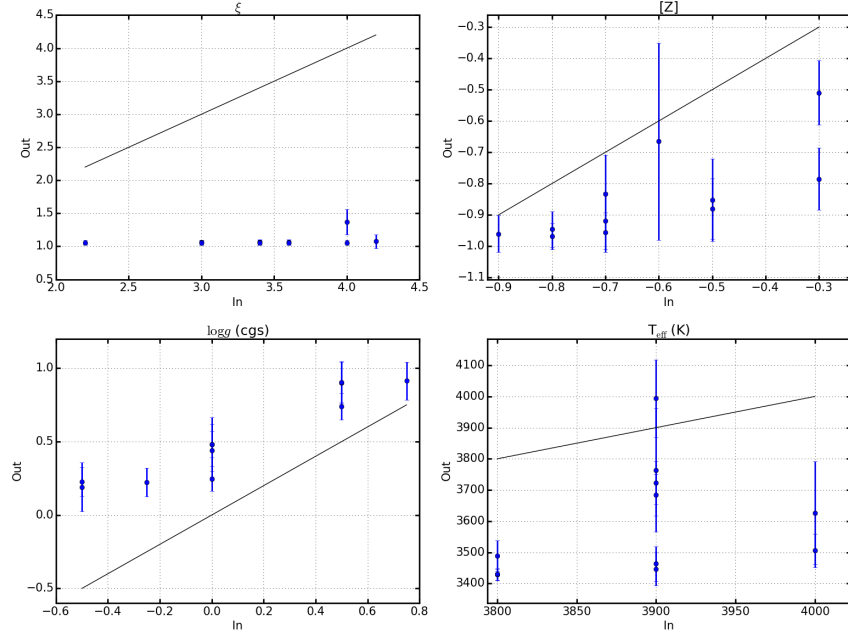 ξ
4.5
4.0
3.5
3.0
2.5
2.0
1.5
1.0
0.5
Out
2.0 2.5 3.0 3.5 4.0 4.5
In
[Z]
−0.3
−0.4
−0.5
−0.6
−0.7
−0.8
−0.9
−1.0
−1.1
Out
−0.9 −0.8 −0.7 −0.6 −0.5 −0.4 −0.3
In
log g (cgs)
1.0
0.5
0.0
−0.5
Out
−0.6 −0.4 −0.2 0.0 0.2 0.4 0.6 0.8
In
T_eff (K)
4100
4000
3900
3800
3700
3600
3500
3400
Out
3800 3850 3900 3950 4000
In